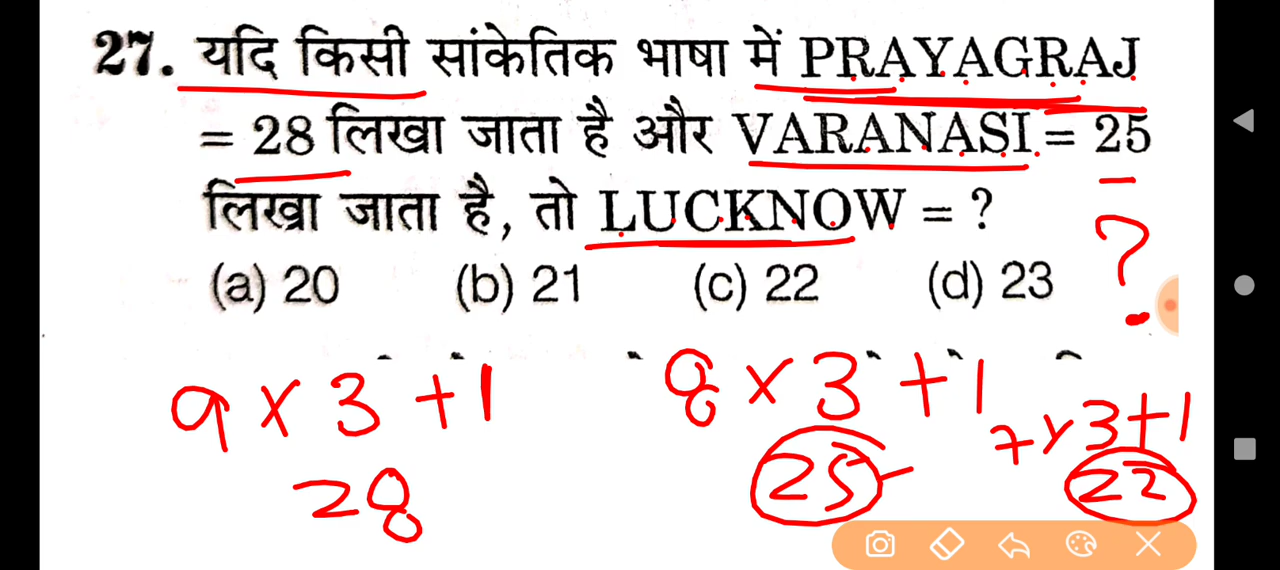 27. यदि किसी सांकेतिक भाषा में PRAYAGRAJ
= 28 लिखा जाता है और VARANASI = 25
लिखा जाता है, तो LUCKNOW = ?
(a) 20 (b) 21 (c) 22 (d) 23
?
9 x 3 + 1
28
8 x 3 + 1
25
7 x 3 + 1
22